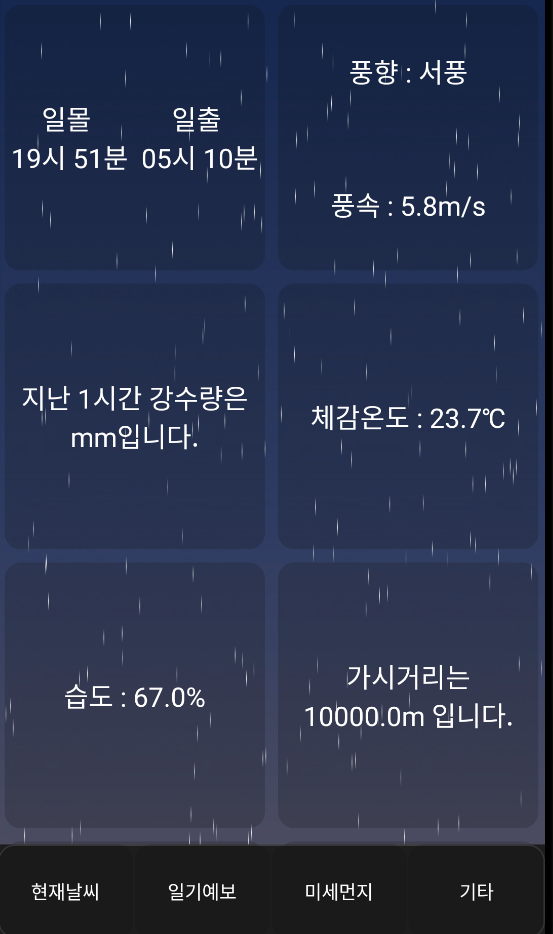 일몰 일출
19시 51분 05시 10분
풍향 : 서풍
풍속 : 5.8m/s
지난 1시간 강수량은
mm입니다.
체감온도 : 23.7℃
습도 : 67.0%
가시거리는
10000.0m 입니다.
현재날씨 일기예보 미세먼지 기타